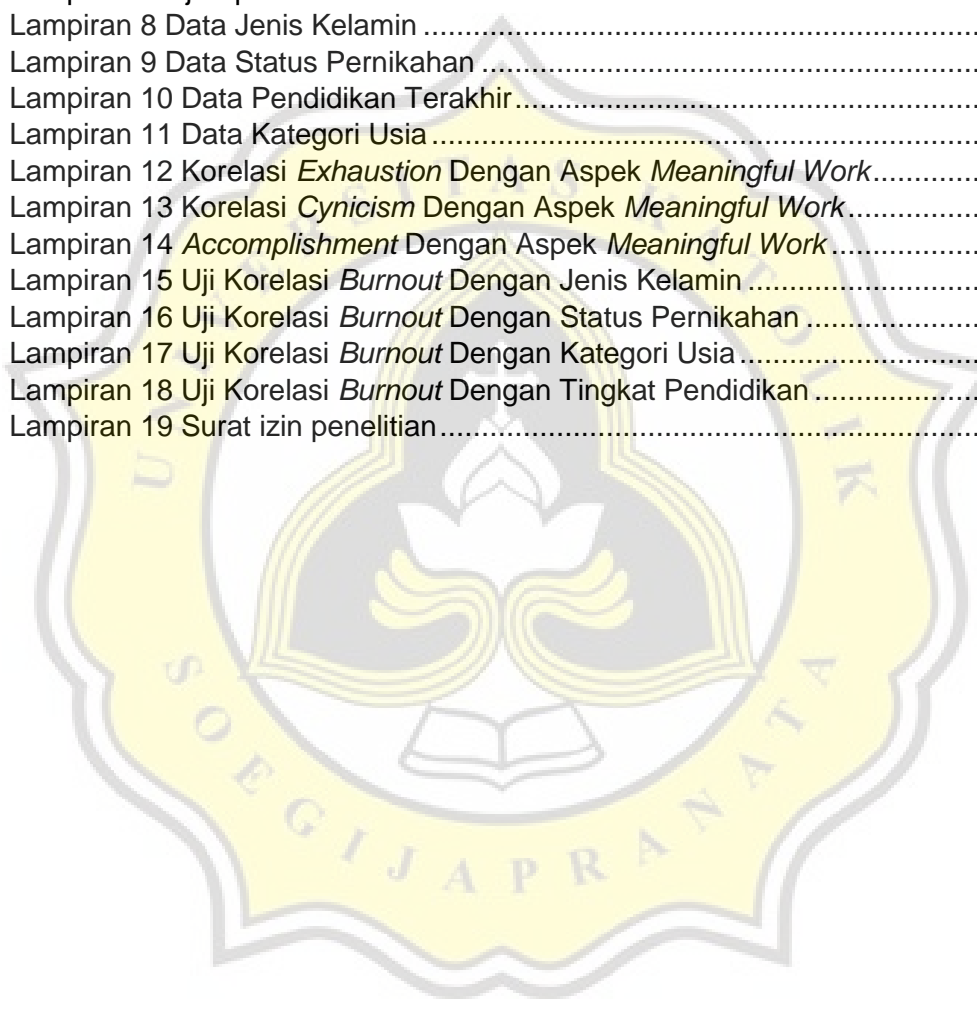 Lampiran 8 Data Jenis Kelamin ....................................................................
Lampiran 9 Data Status Pernikahan .............................................................
Lampiran 10 Data Pendidikan Terakhir.........................................................
Lampiran 11 Data Kategori Usia ...................................................................
Lampiran 12 Korelasi Exhaustion Dengan Aspek Meaningful Work.............
Lampiran 13 Korelasi Cynicism Dengan Aspek Meaningful Work................
Lampiran 14 Accomplishment Dengan Aspek Meaningful Work..................
Lampiran 15 Uji Korelasi Burnout Dengan Jenis Kelamin ............................
Lampiran 16 Uji Korelasi Burnout Dengan Status Pernikahan .....................
Lampiran 17 Uji Korelasi Burnout Dengan Kategori Usia.............................
Lampiran 18 Uji Korelasi Burnout Dengan Tingkat Pendidikan....................
Lampiran 19 Surat izin penelitian..................................................................
UNIVERSITAS KATOLIK
SOEGIJAPRANATA